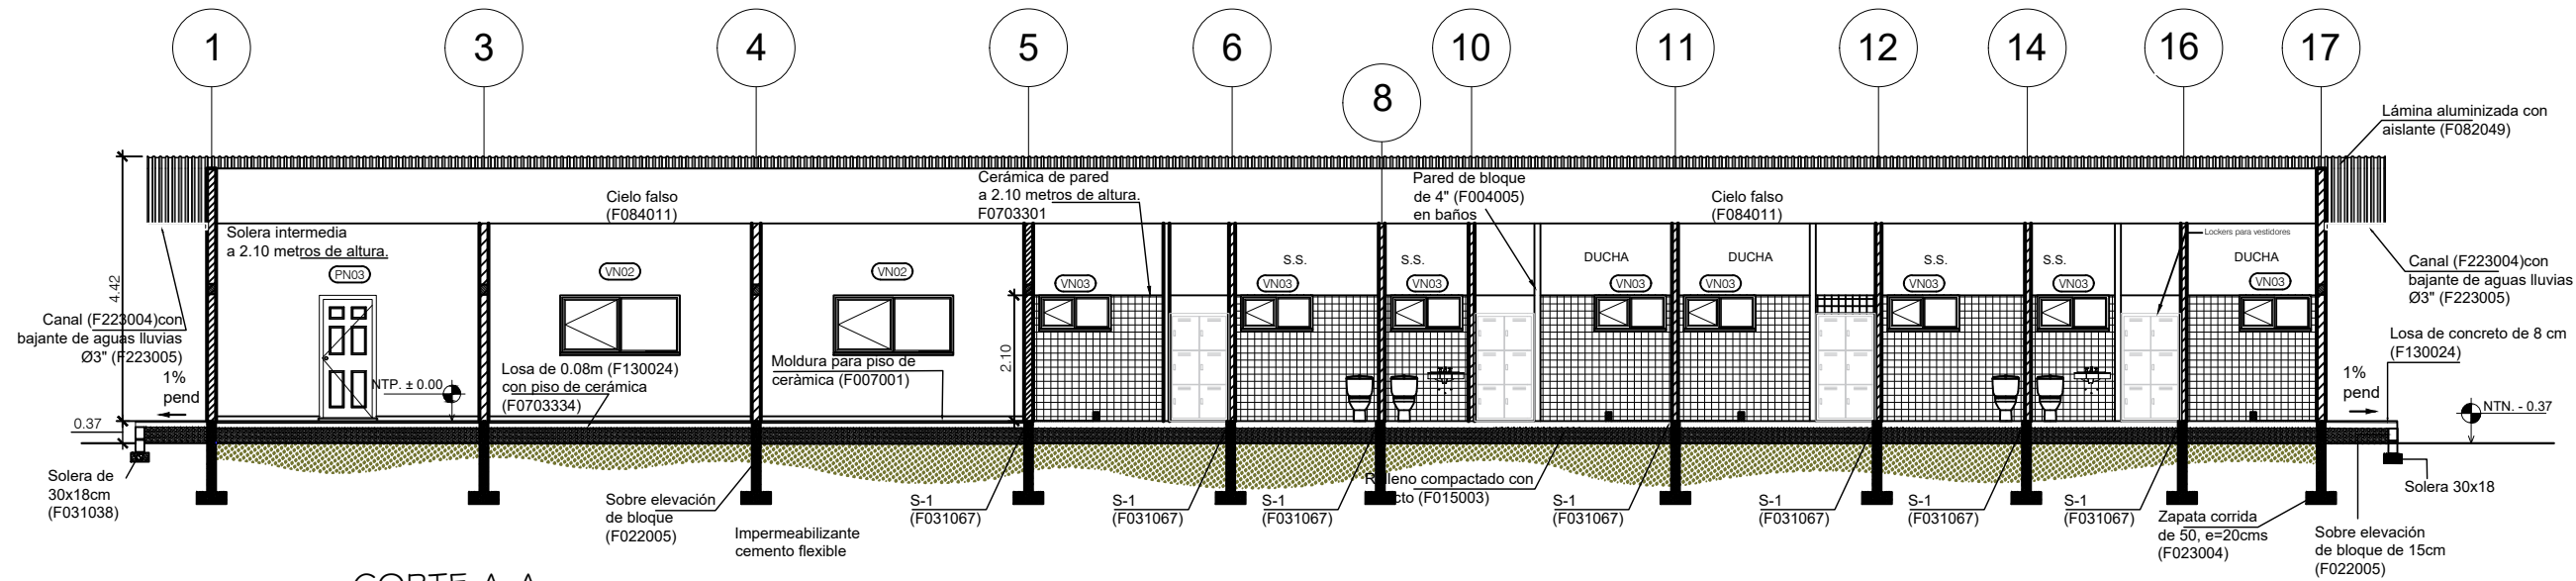 1
3
4
5
6
8
10
11
12
14
16
17
Lámina aluminizada con
aislante (F082049)
Cielo falso
(F084011)
Cerámica de pared
a 2.10 metros de altura.
F0703301
Pared de bloque
de 4" (F004005)
en baños
Cielo falso
(F084011)
Solera intermedia
a 2.10 metros de altura.
Lockers para vestidores
PN03
VN02
VN02
VN03
S.S.
VN03
S.S.
VN03
DUCHA
VN03
DUCHA
VN03
S.S.
VN03
S.S.
VN03
DUCHA
VN03
Canal (F223004)con
bajante de aguas lluvias
Ø3" (F223005)
4.42
Canal (F223004)con
bajante de aguas lluvias
Ø3" (F223005)
1%
pend
0.37
NTP. ± 0.00
Losa de 0.08m (F130024)
con piso de cerámica
(F0703334)
Moldura para piso de
ceràmica (F007001)
2.10
Losa de concreto de 8 cm
(F130024)
1%
pend
NTN. - 0.37
Solera de
30x18cm
(F031038)
Sobre elevación
de bloque
(F022005)
Impermeabilizante
cemento flexible
S-1
(F031067)
S-1
(F031067)
S-1
(F031067)
compactado con
(F015003)
S-1
(F031067)
S-1
(F031067)
S-1
(F031067)
S-1
(F031067)
Zapata corrida
de 50, e=20cms
(F023004)
Sobre elevación
de bloque de 15cm
(F022005)
Solera 30x18
CORTE A-A